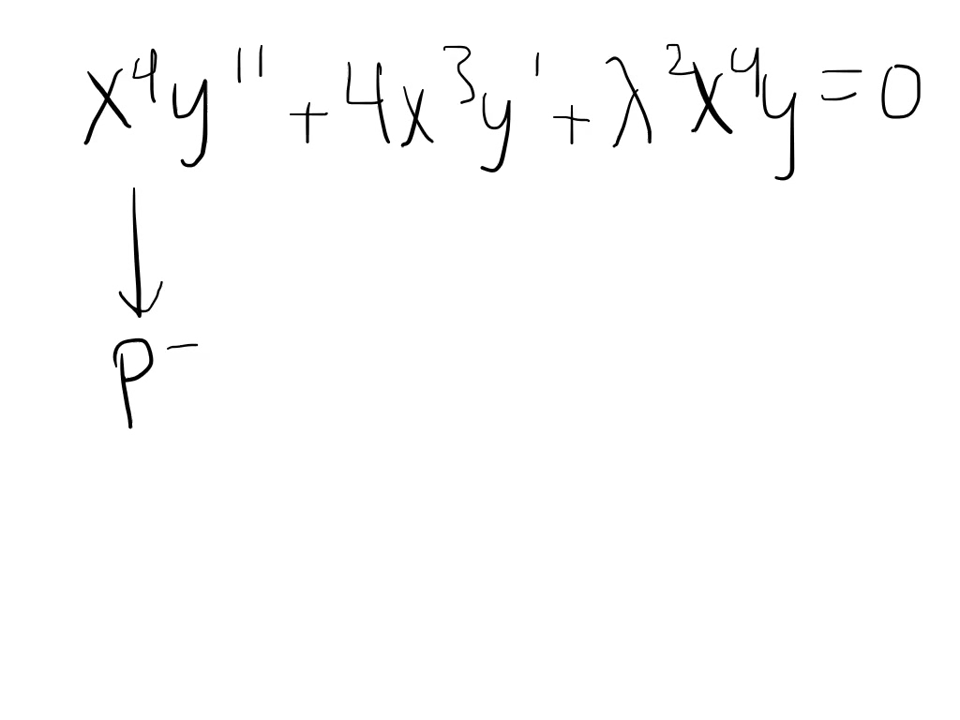 x⁴y'' + 4x³y' + λ²x⁴y = 0
↓
p -